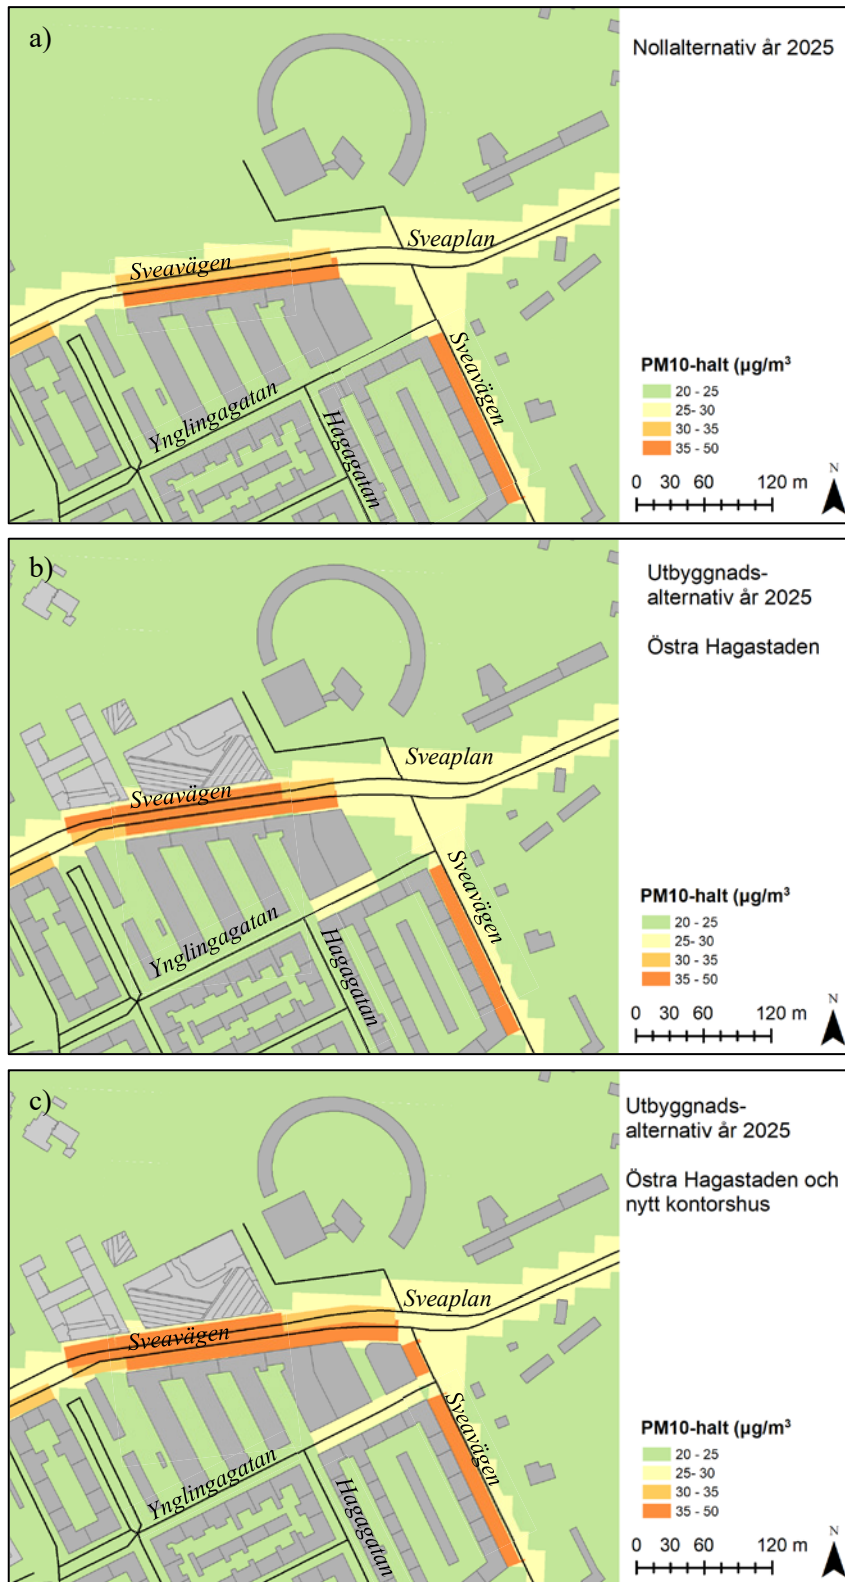 a)
Nollalternativ år 2025
Sveaplan
Sveavägen
Sveavägen
Ynglingagatan
Hagagatan
PM10-halt (µg/m³
20 - 25
25- 30
30 - 35
35 - 50
N
0 30 60 120 m
b)
Utbyggnads-
alternativ år 2025
Östra Hagastaden
Sveaplan
Sveavägen
Sveavägen
Ynglingagatan
Hagagatan
PM10-halt (µg/m³
20 - 25
25- 30
30 - 35
35 - 50
N
0 30 60 120 m
c)
Utbyggnads-
alternativ år 2025
Östra Hagastaden och
nytt kontorshus
Sveaplan
Sveavägen
Sveavägen
Ynglingagatan
Hagagatan
PM10-halt (µg/m³
20 - 25
25- 30
30 - 35
35 - 50
N
0 30 60 120 m